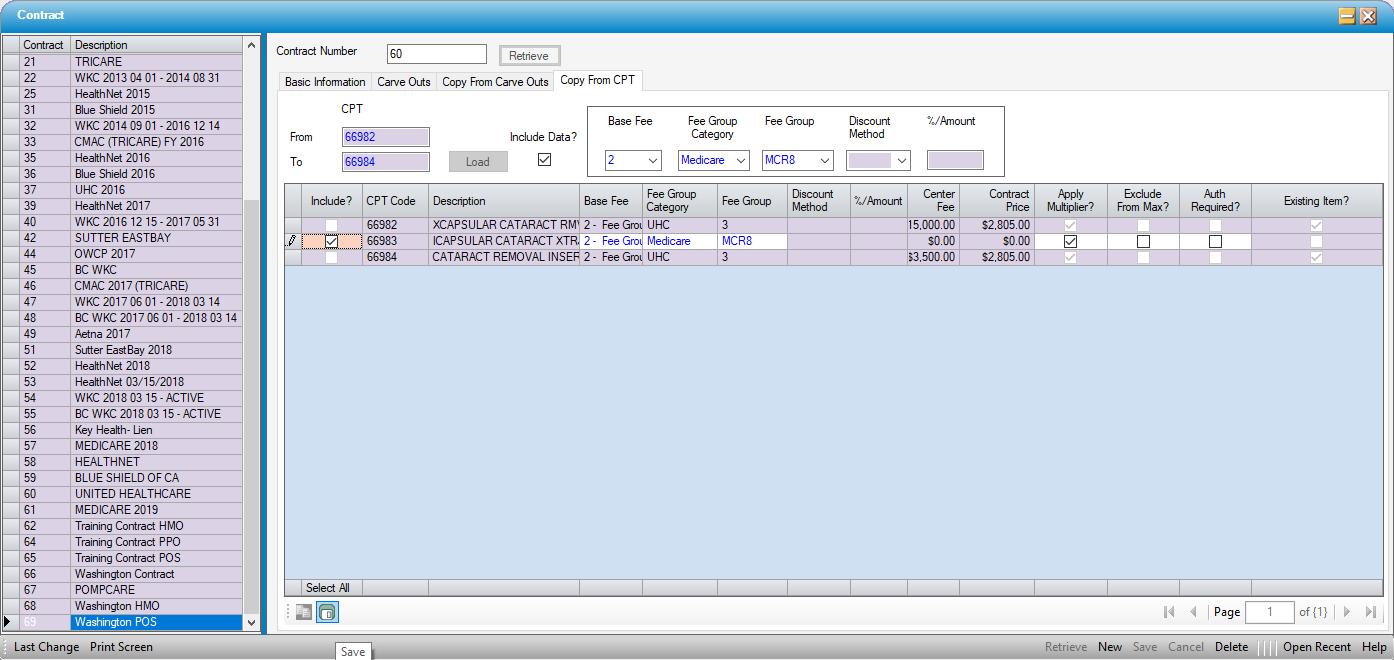 Contract
Contract Description
21 TRICARE
22 WKC 2013 04 01 - 2014 08 31
25 HealthNet 2015
31 Blue Shield 2015
32 WKC 2014 09 01 - 2016 12 14
33 CMAC (TRICARE) FY 2016
35 HealthNet 2016
36 Blue Shield 2016
37 UHC 2016
39 HealthNet 2017
40 WKC 2016 12 15 - 2017 05 31
42 SUTTER EASTBAY
44 OWCP 2017
45 BC WKC
46 CMAC 2017 (TRICARE)
47 WKC 2017 06 01 - 2018 03 14
48 BC WKC 2017 06 01 - 2018 03 14
49 Aetna 2017
51 Sutter EastBay 2018
52 HealthNet 2018
53 HealthNet 03/15/2018
54 WKC 2018 03 15 - ACTIVE
55 BC WKC 2018 03 15 - ACTIVE
56 Key Health- Lien
57 MEDICARE 2018
58 HEALTHNET
59 BLUE SHIELD OF CA
60 UNITED HEALTHCARE
61 MEDICARE 2019
62 Training Contract HMO
64 Training Contract PPO
65 Training Contract POS
66 Washington Contract
67 POMPCARE
68 Washington HMO
69 Washington POS
Contract Number 60 Retrieve
Basic Information Carve Outs Copy From Carve Outs Copy From CPT
CPT
From 66982
To 66984 Load
Include Data?
Base Fee Fee Group Category Fee Group Discount Method %/Amount
2 Medicare MCR8
Include? CPT Code Description Base Fee Fee Group Category Fee Group Discount Method %/Amount Center Fee Contract Price Apply Multiplier? Exclude From Max? Auth Required? Existing Item?
66982 XCAPSULAR CATARACT RM 2 - Fee Grou UHC 3 15,000.00 $2,805.00
66983 ICAPSULAR CATARACT XTR 2 - Fee Grou Medicare MCR8 $0.00 $0.00
66984 CATARACT REMOVAL INSER 2 - Fee Grou UHC 3 $3,500.00 $2,805.00
Select All
Page 1 of {1}
Last Change Print Screen
Save
Retrieve New Save Cancel Delete Open Recent Help